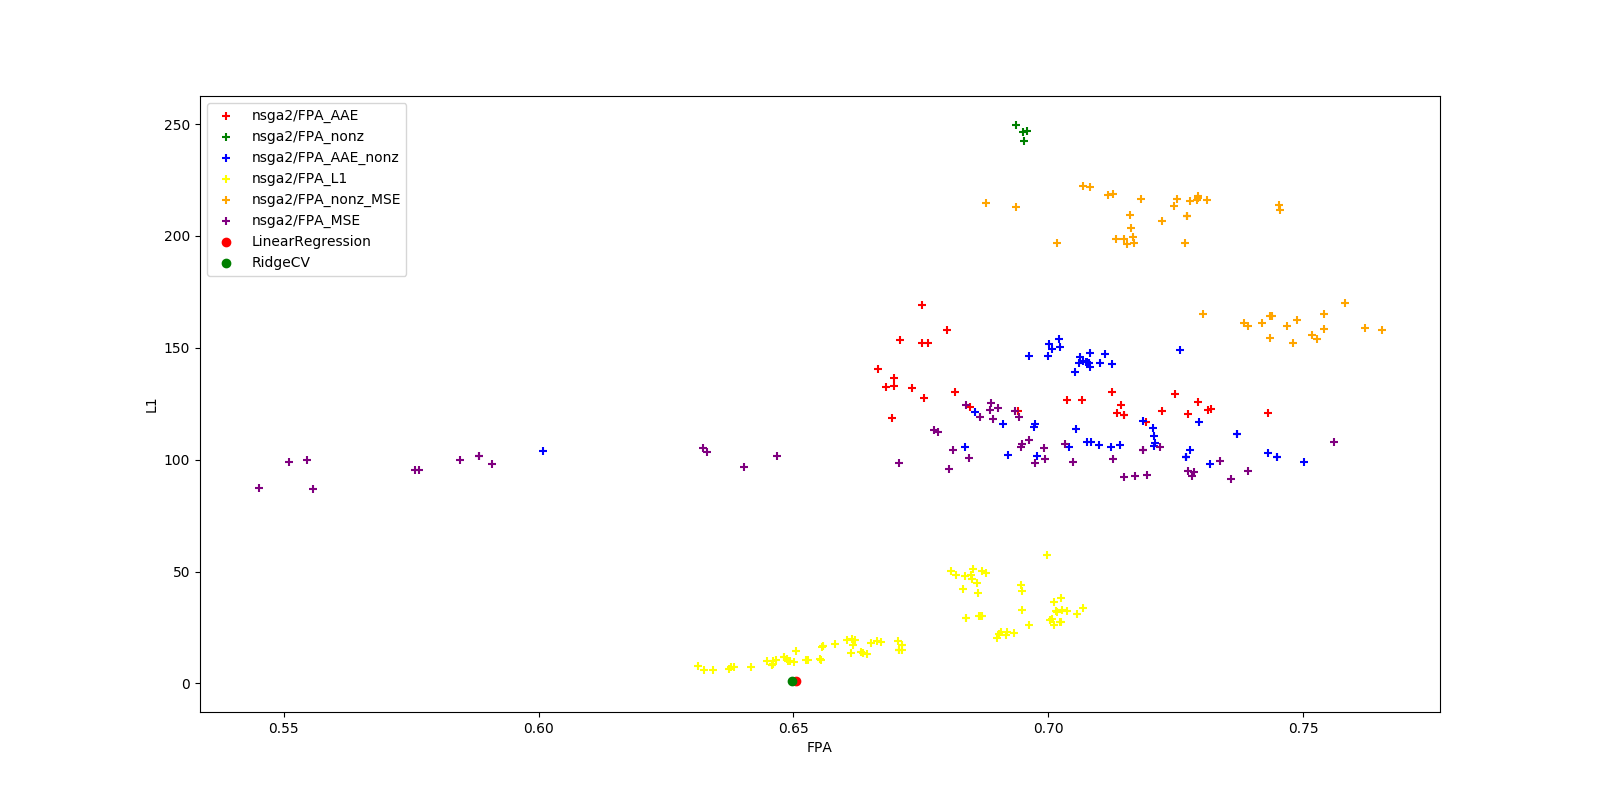 250
200
150
100
50
0
L1
nsga2/FPA_AAE
nsga2/FPA_nonz
nsga2/FPA_AAE_nonz
nsga2/FPA_L1
nsga2/FPA_nonz_MSE
nsga2/FPA_MSE
LinearRegression
RidgeCV
0.55 0.60 0.65 0.70 0.75
FPA